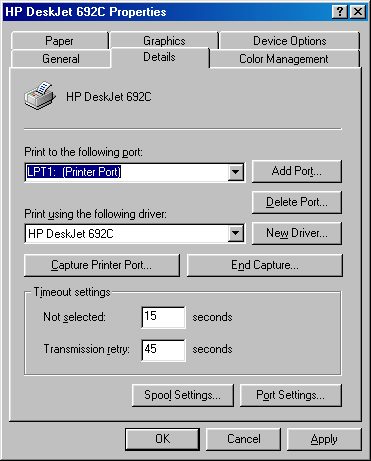 HP DeskJet 692C Properties
Paper Graphics Device Options
General Details Color Management
HP DeskJet 692C
Print to the following port:
LPT1: (Printer Port) Add Port...
Delete Port...
Print using the following driver:
HP DeskJet 692C New Driver...
Capture Printer Port... End Capture...
Timeout settings
Not selected: 15 seconds
Transmission retry: 45 seconds
Spool Settings... Port Settings...
OK Cancel Apply